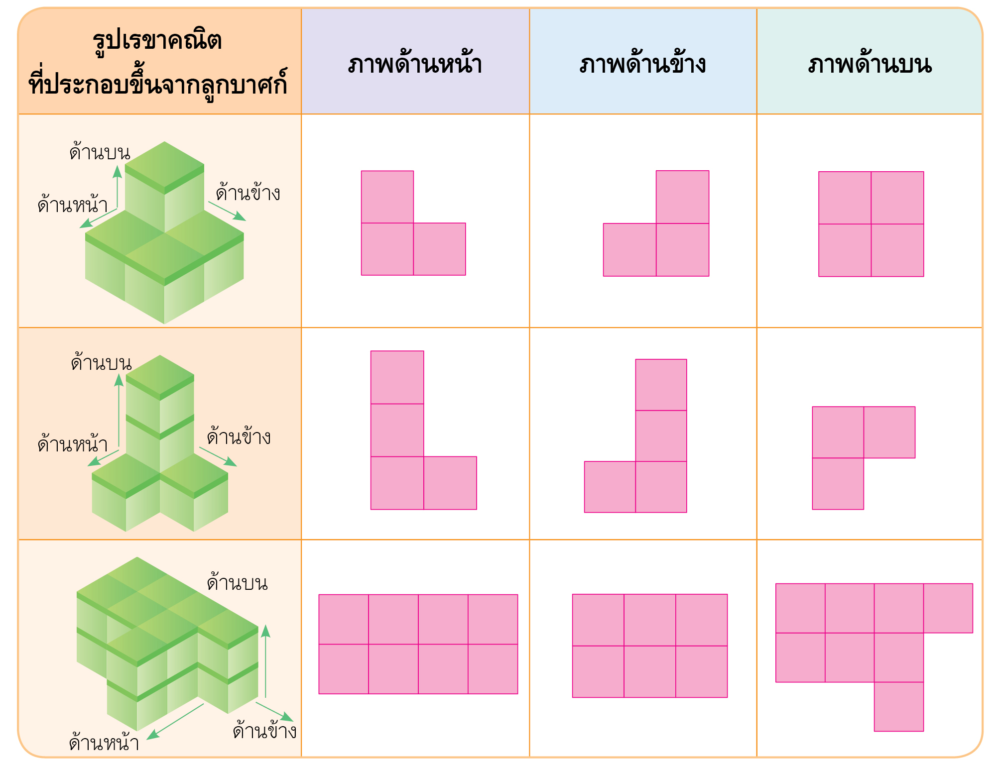 รูปเรขาคณิต
ที่ประกอบขึ้นจากลูกบาศก์
ภาพด้านหน้า
ภาพด้านข้าง
ภาพด้านบน
ด้านบน
ด้านข้าง
ด้านหน้า
ด้านบน
ด้านข้าง
ด้านหน้า
ด้านบน
ด้านข้าง
ด้านหน้า